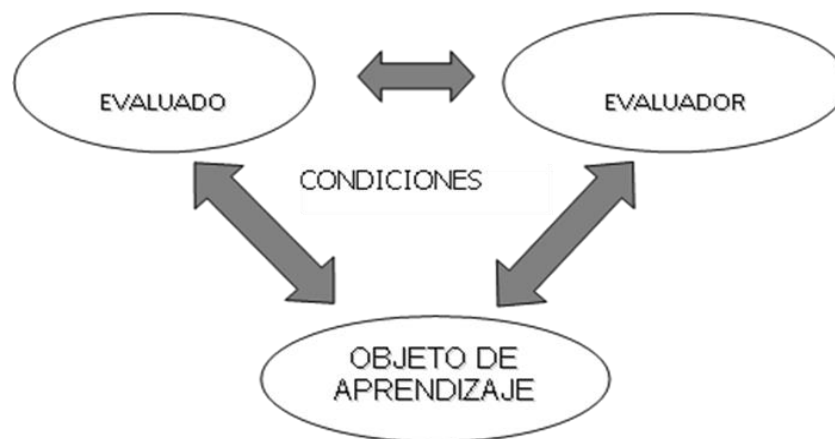 EVALUADO
EVALUADOR
CONDICIONES
OBJETO DE
APRENDIZAJE